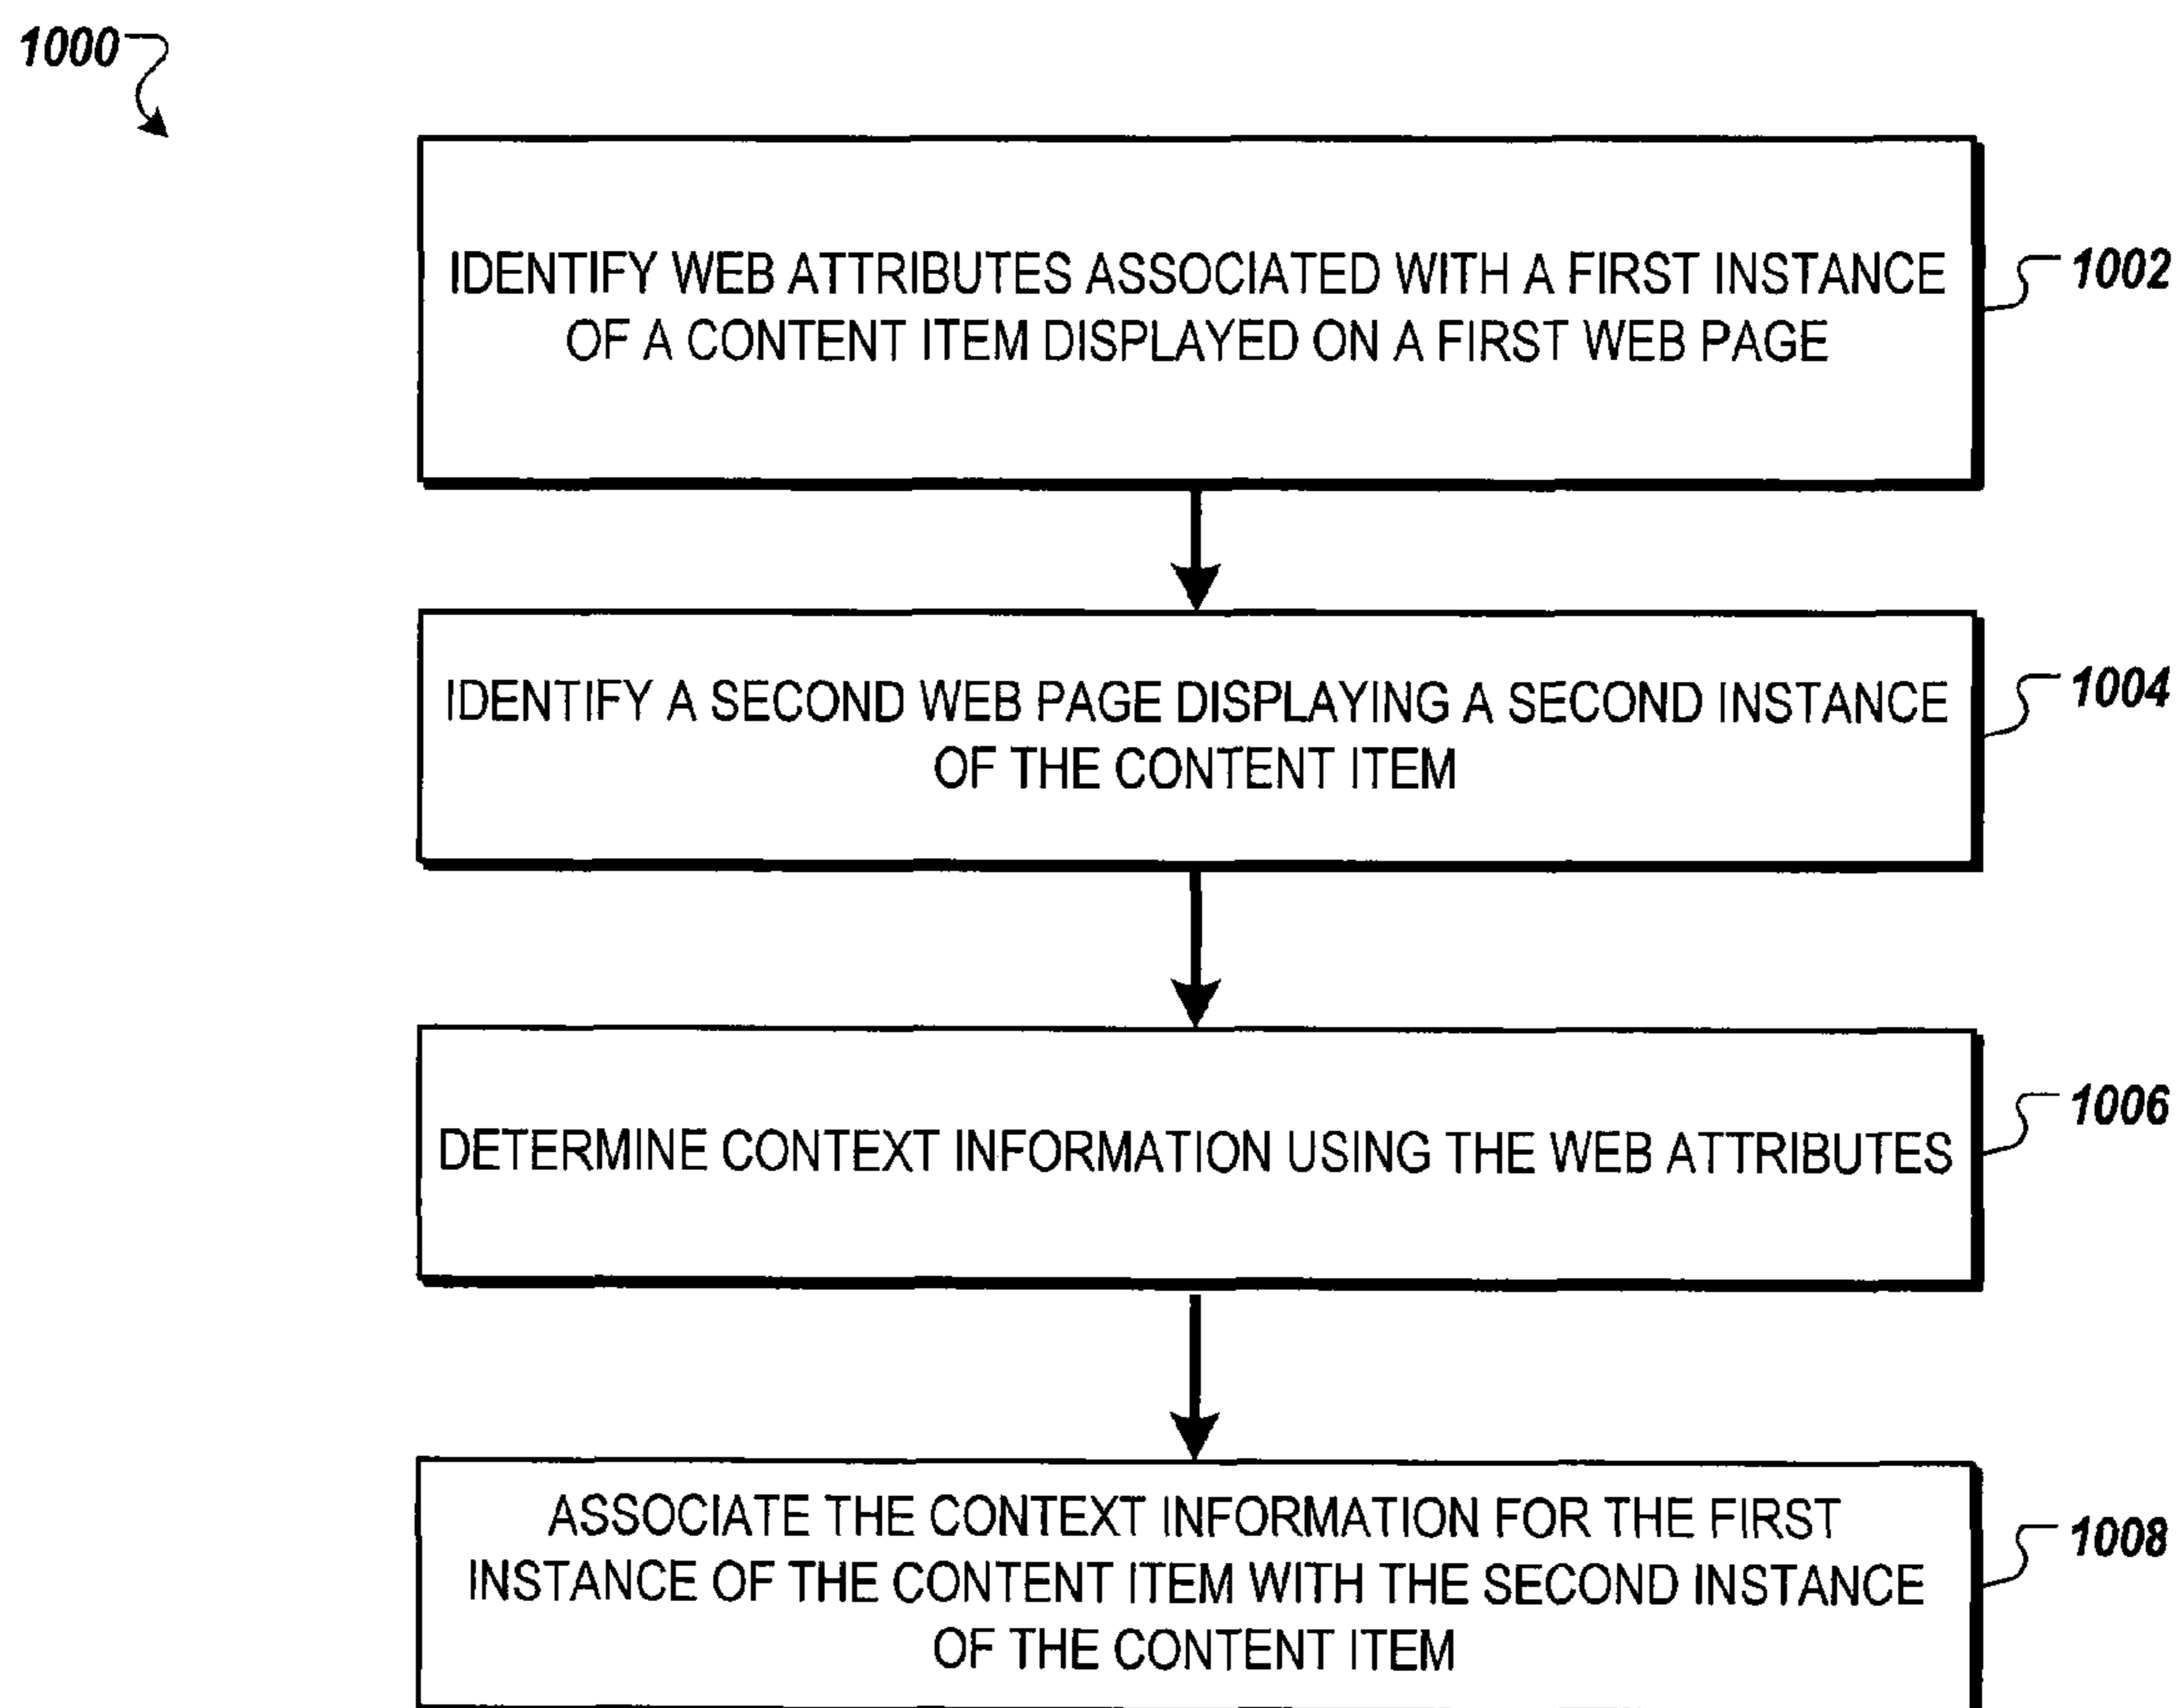 1000
IDENTIFY WEB ATTRIBUTES ASSOCIATED WITH A FIRST INSTANCE
OF A CONTENT ITEM DISPLAYED ON A FIRST WEB PAGE
1002
IDENTIFY A SECOND WEB PAGE DISPLAYING A SECOND INSTANCE
OF THE CONTENT ITEM
1004
DETERMINE CONTEXT INFORMATION USING THE WEB ATTRIBUTES
1006
ASSOCIATE THE CONTEXT INFORMATION FOR THE FIRST
INSTANCE OF THE CONTENT ITEM WITH THE SECOND INSTANCE
OF THE CONTENT ITEM
1008